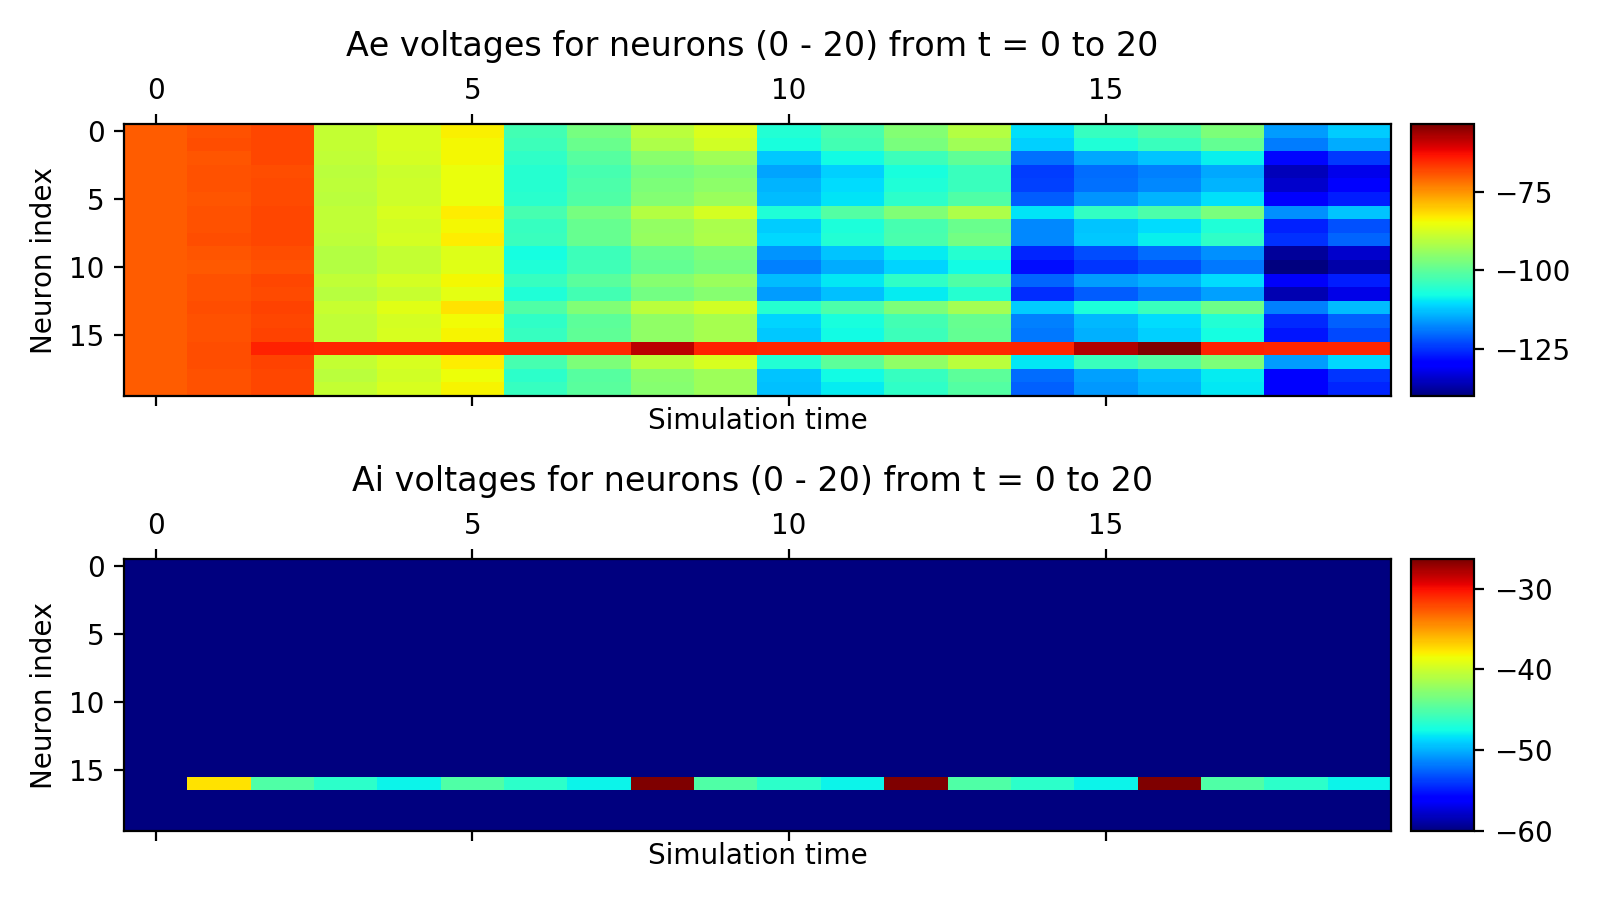 Ae voltages for neurons (0 - 20) from t = 0 to 20
0 5 10 15
Neuron index
0
5
10
15
−75
−100
−125
Simulation time
Ai voltages for neurons (0 - 20) from t = 0 to 20
0 5 10 15
Neuron index
0
5
10
15
−30
−40
−50
−60
Simulation time